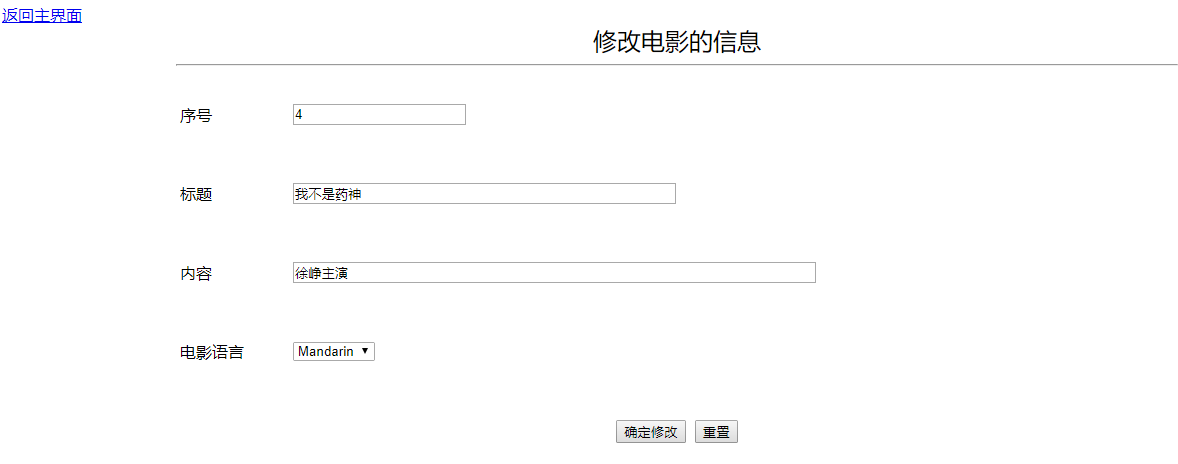 返回主界面
修改电影的信息
序号 4
标题 我不是药神
内容 徐峥主演
电影语言 Mandarin
确定修改 重置